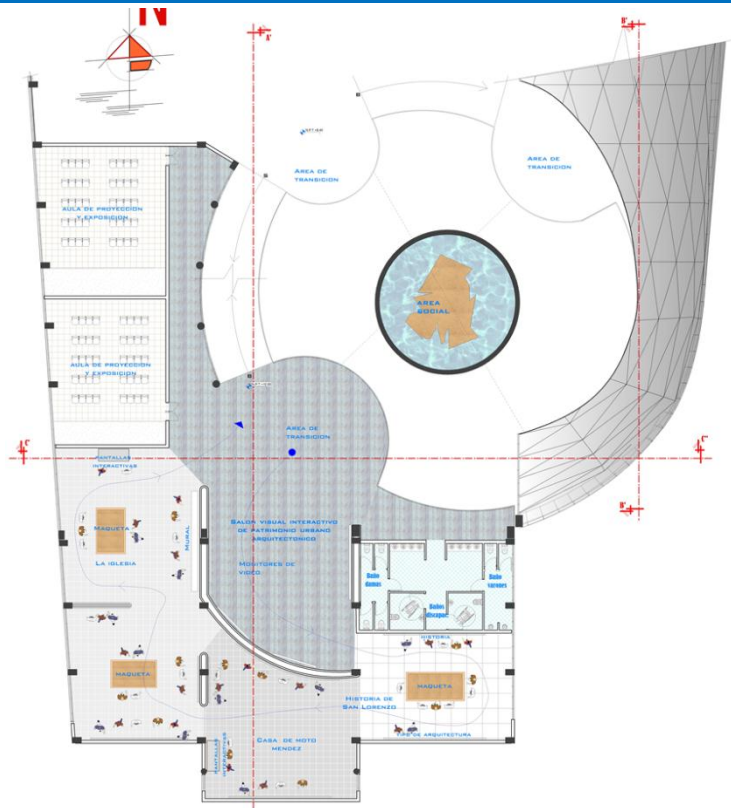 N
A'
B'
AREA DE
TRANSICION
AREA DE
TRANSICION
AULA DE PROYECCION
Y EXPOSICION
AREA
SOCIAL
AULA DE PROYECCION
Y EXPOSICION
AREA DE
TRANSICION
C'
C'
PANTALLAS
INTERACTIVAS
MAQUETA
LA IGLESIA
MURAL
SALON VISUAL INTERACTIVO
DE PATRIMONIO URBANO
ARQUITECTONICO
MONITORES DE
VIDEO
B'
Baño
damas
Baño
varones
Baños
discapac
HISTORIA
MAQUETA
MAQUETA
HISTORIA DE
SAN LORENZO
TIPO DE ARQUITECTURA
CASA DE MOTO
MENDEZ
PANTALLAS
INTERACTIVAS